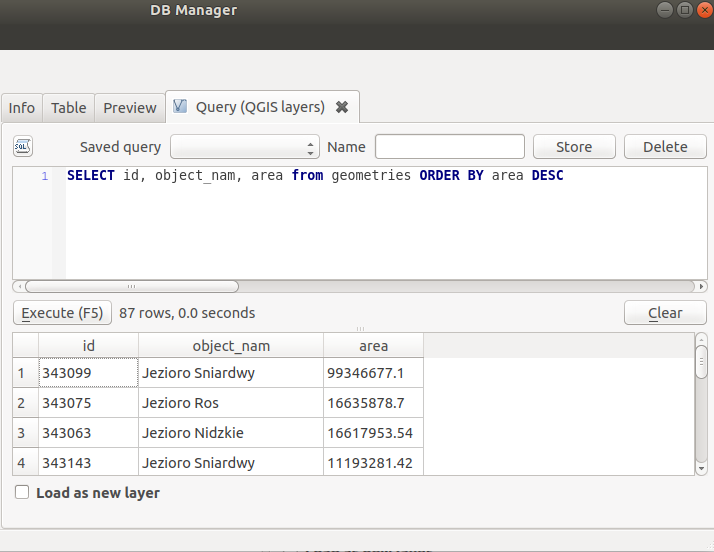 DB Manager
Info Table Preview Query (QGIS layers)
SQL Saved query Name Store Delete
1 SELECT id, object_nam, area from geometries ORDER BY area DESC
Execute (F5) 87 rows, 0.0 seconds Clear
id object_nam area
1 343099 Jezioro Sniardwy 99346677.1
2 343075 Jezioro Ros 16635878.7
3 343063 Jezioro Nidzkie 16617953.54
4 343143 Jezioro Sniardwy 11193281.42
Load as new layer